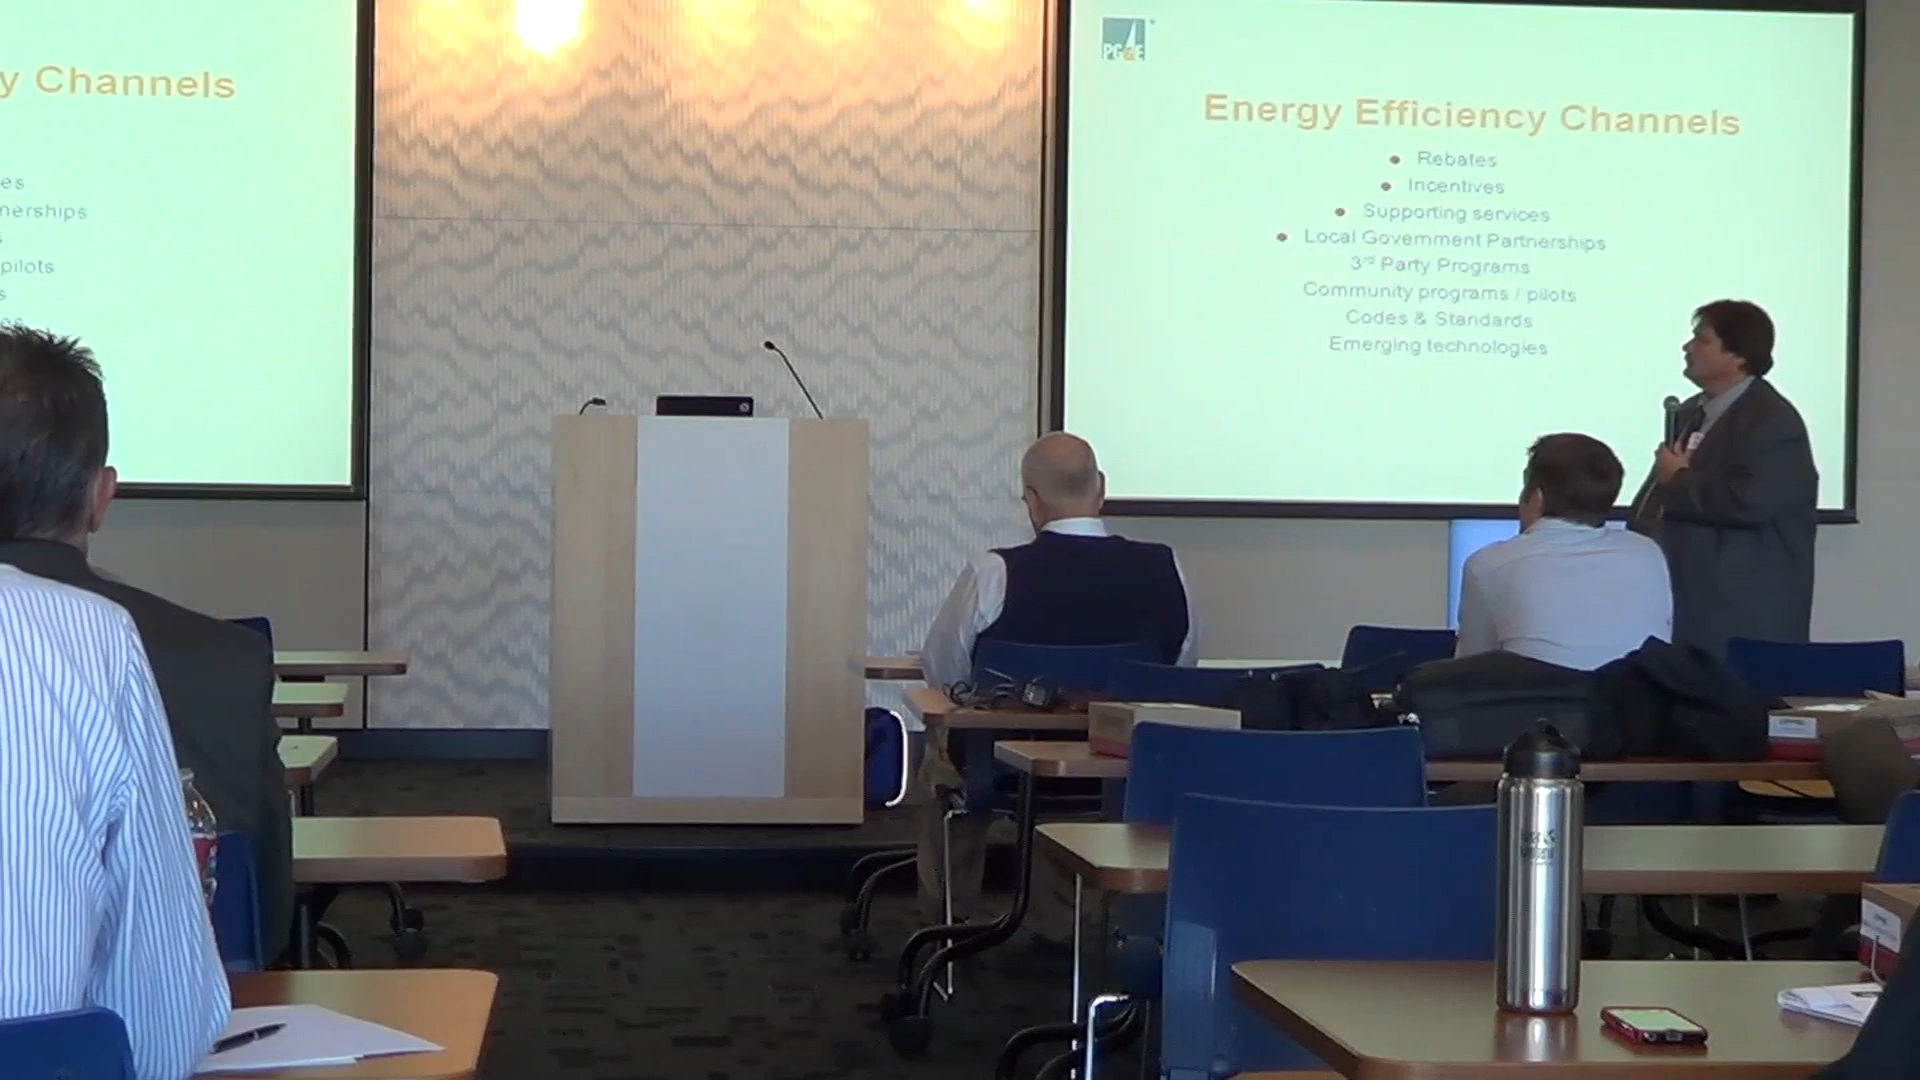 y Channels
es
nerships
s
pilots
s
es
PG&E
Energy Efficiency Channels
Rebates
Incentives
Supporting services
Local Government Partnerships
3rd Party Programs
Community programs / pilots
Codes & Standards
Emerging technologies